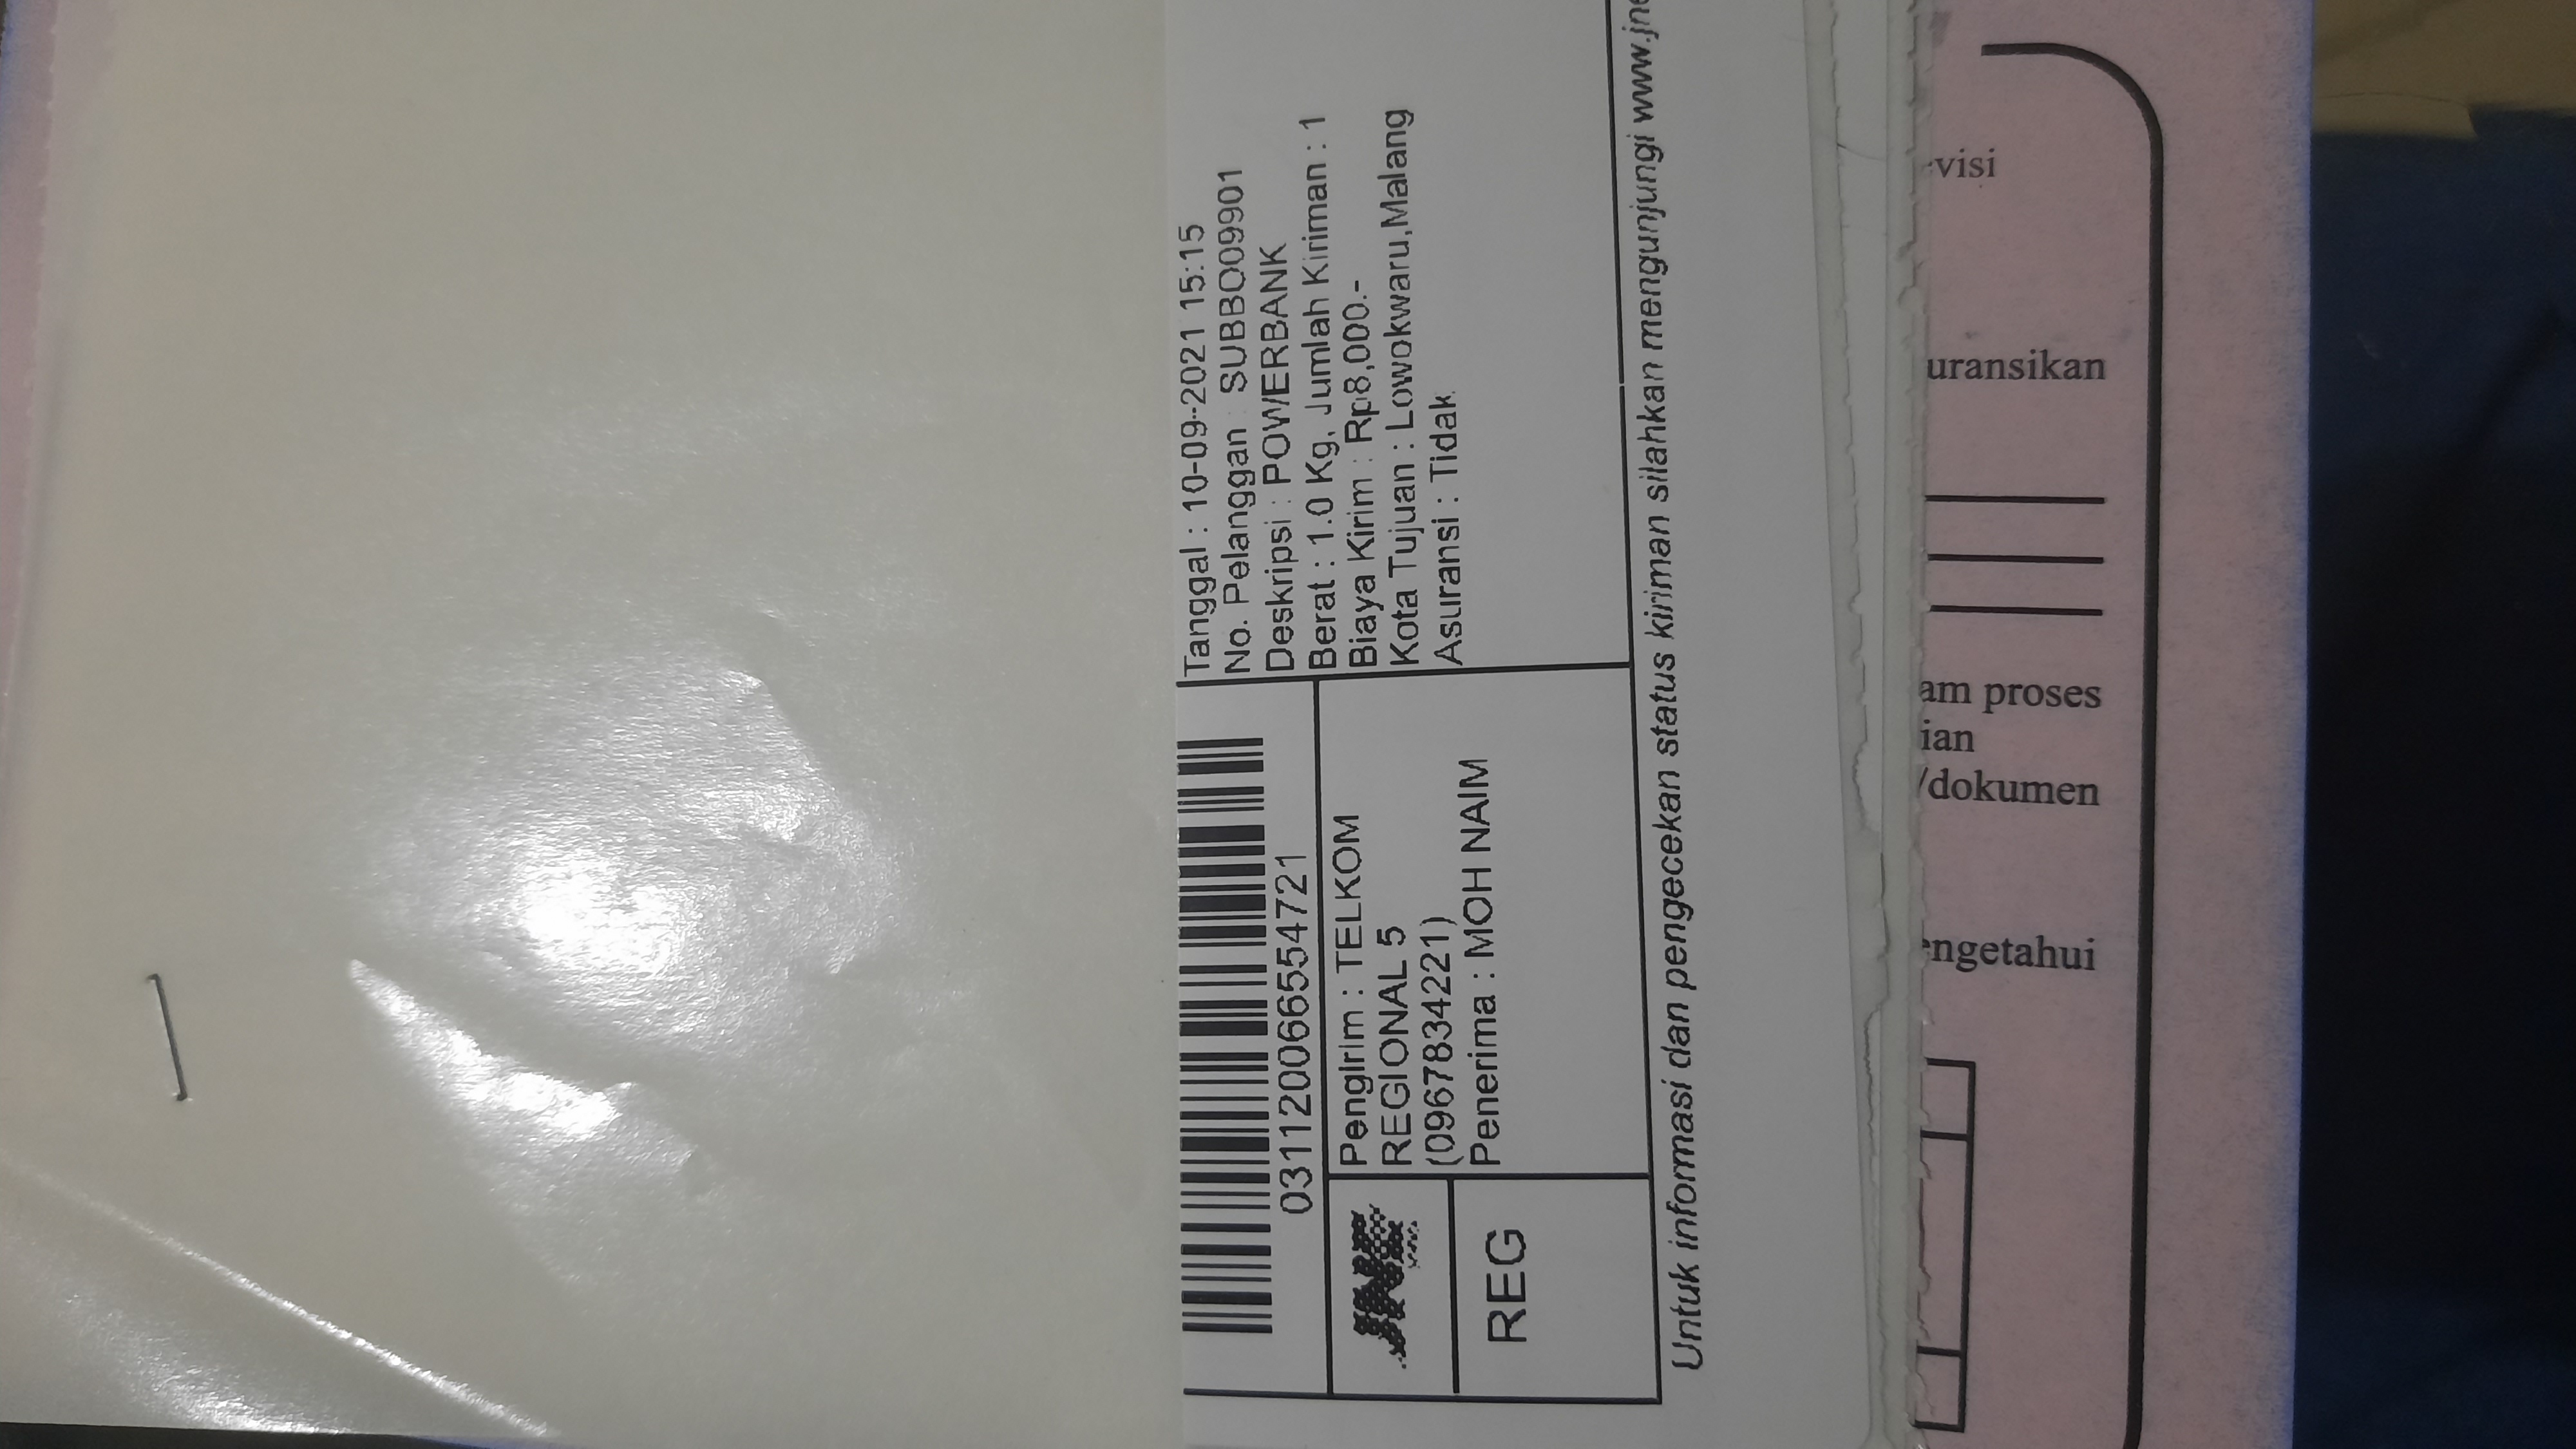 031120066554721
JNE
REG
Pengirim : TELKOM
REGIONAL 5
(0967834221)
Penerima : MOH NAIM
Tanggal : 10-09-2021 15:15
No. Pelanggan : SUBBO09901
Deskripsi : POWERBANK
Berat : 1.0 Kg, Jumlah Kiriman : 1
Biaya Kirim : Rp8,000.-
Kota Tujuan : Lowokwaru,Malang
Asuransi : Tidak
Untuk informasi dan pengecekan status kiriman silahkan mengunjungi www.jne
visi
uransikan
am proses
ian
/dokumen
ngetahui